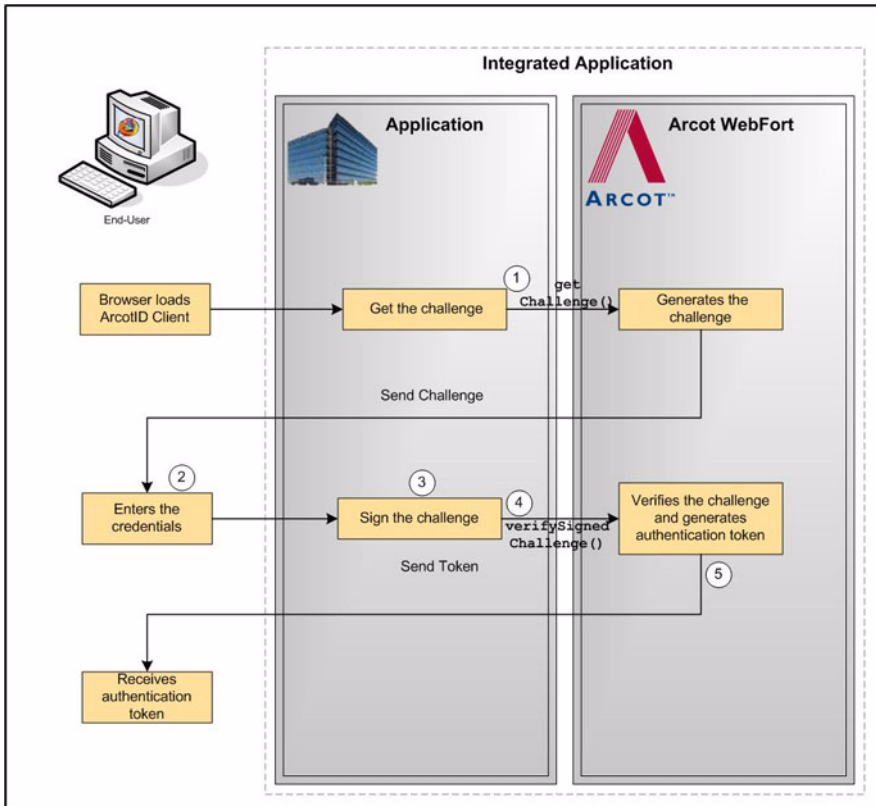 Integrated Application
Application
Arcot WebFort
ARCOT™
End-User
Browser loads
ArcotID Client
Get the challenge
1
get
Challenge()
Generates the
challenge
Send Challenge
2
Enters the
credentials
3
Sign the challenge
4
verifySigned
Challenge()
Verifies the challenge
and generates
authentication token
Send Token
5
Receives
authentication
token